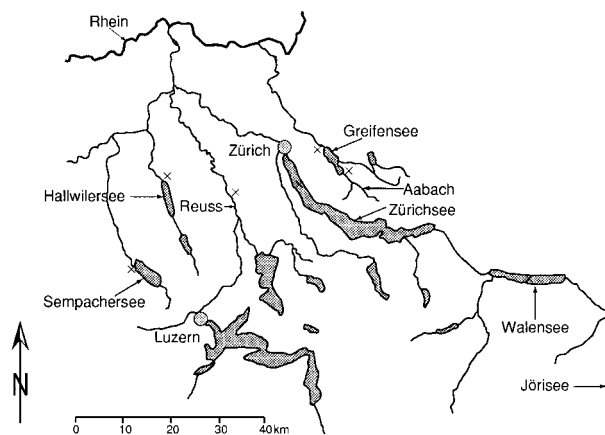 Rhein
Greifensee
Zürich
Aabach
Hallwilersee
Reuss
Zürichsee
Sempachersee
Luzern
Walensee
Jörisee
N
0 10 20 30 40 km